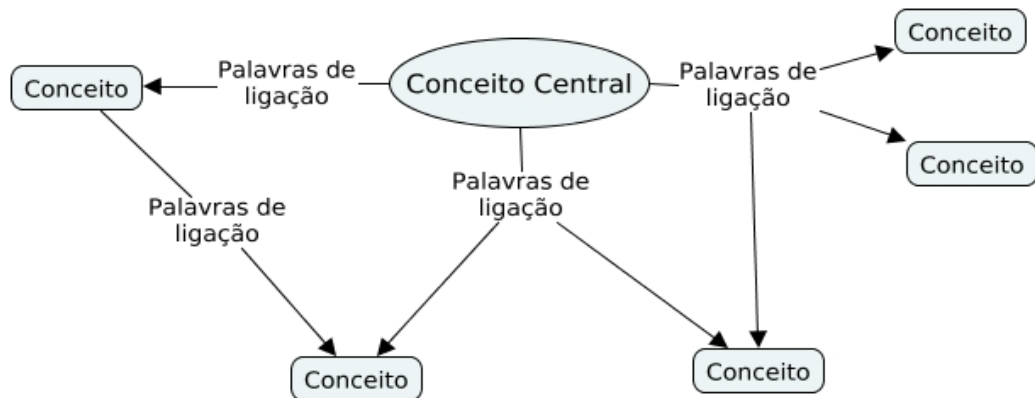 Conceito
Palavras de
ligação
Conceito Central
Palavras de
ligação
Conceito
Conceito
Palavras de
ligação
Palavras de
ligação
Conceito
Conceito